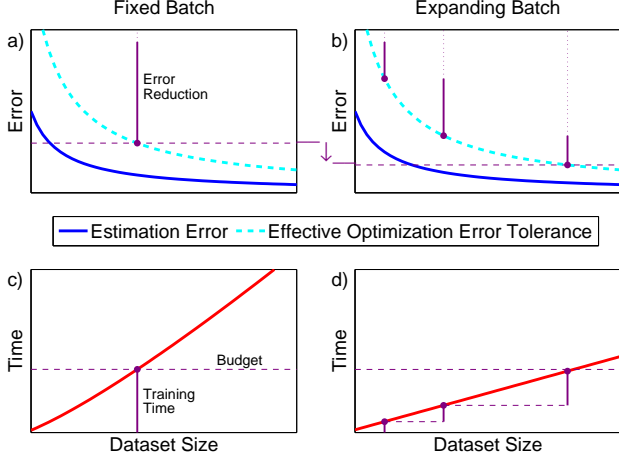 Fixed Batch
Expanding Batch
a)
b)
Error
Error
Reduction
Error
Estimation Error
Effective Optimization Error Tolerance
c)
d)
Time
Budget
Training
Time
Time
Dataset Size
Dataset Size